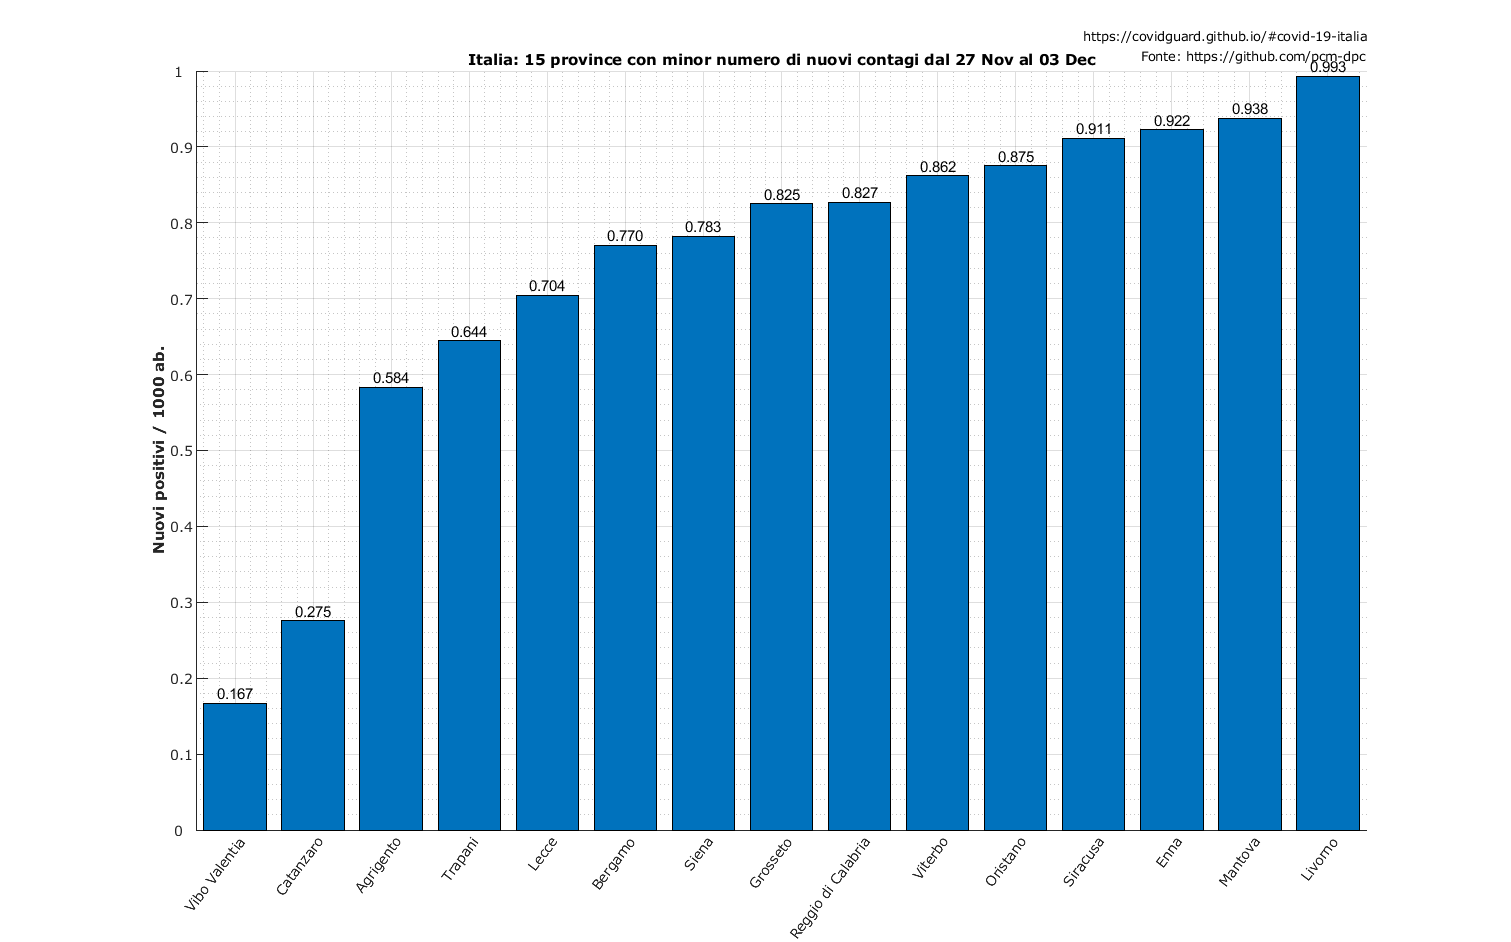 https://covidguard.github.io/#covid-19-italia
Fonte: https://github.com/pcm-dpc
Italia: 15 province con minor numero di nuovi contagi dal 27 Nov al 03 Dec
Nuovi positivi / 1000 ab.
1
0.9
0.8
0.7
0.6
0.5
0.4
0.3
0.2
0.1
0
0.167
0.275
0.584
0.644
0.704
0.770
0.783
0.825
0.827
0.862
0.875
0.911
0.922
0.938
0.993
Vibo Valentia
Catanzaro
Agrigento
Trapani
Lecce
Bergamo
Siena
Grosseto
Reggio di Calabria
Viterbo
Oristano
Siracusa
Enna
Mantova
Livorno